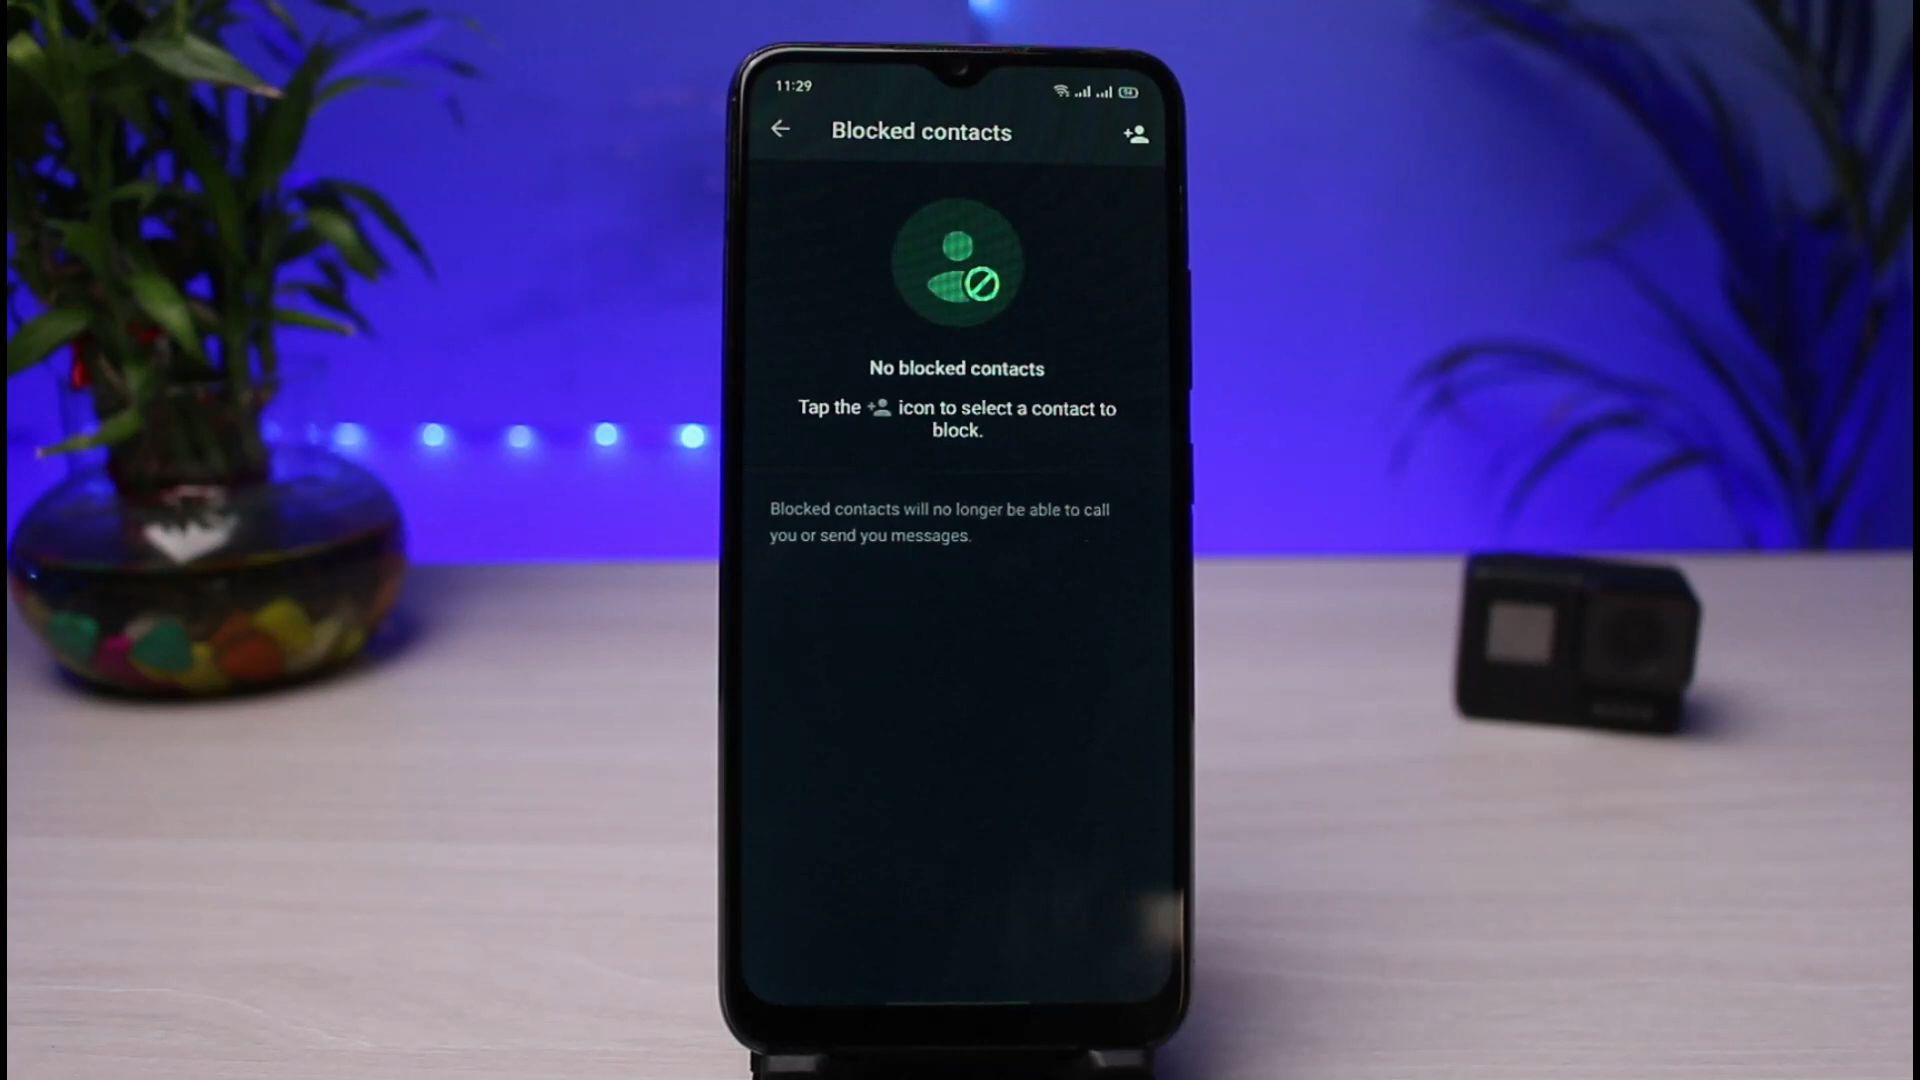 11:29
Blocked contacts
No blocked contacts
Tap the icon to select a contact to
block.
Blocked contacts will no longer be able to call
you or send you messages.